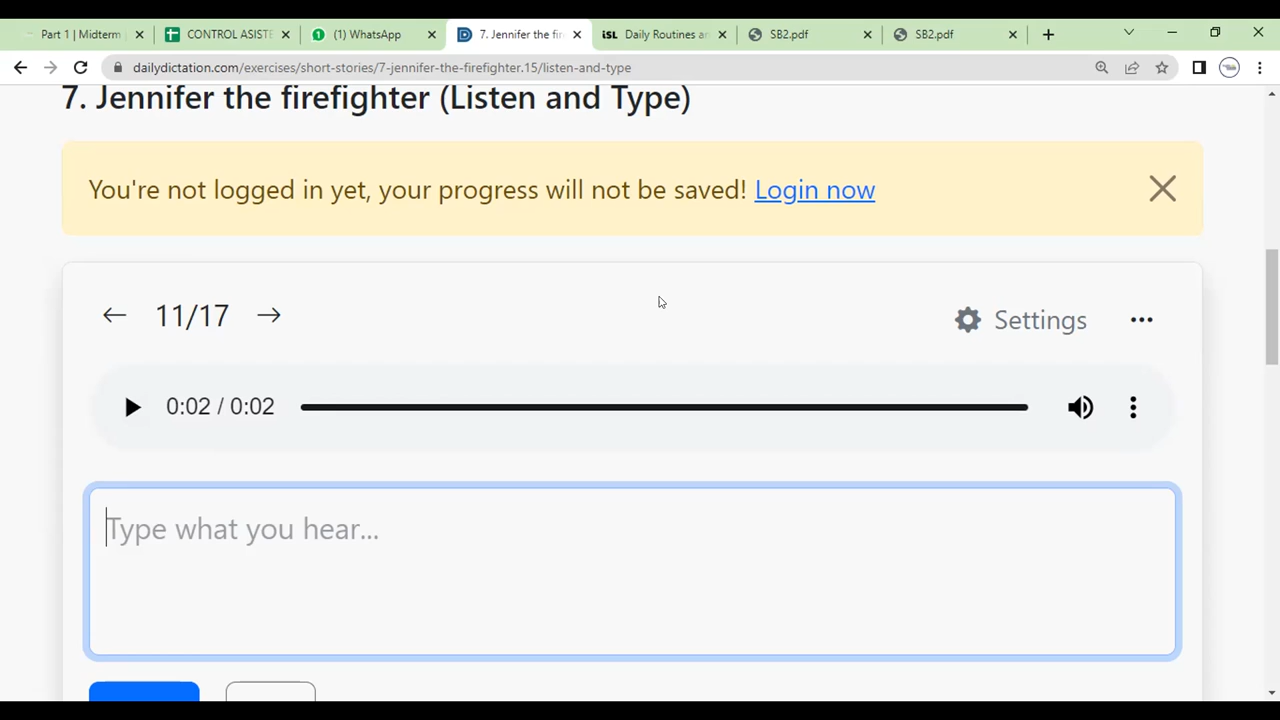 Part 1 | Midterm
CONTROL ASISTE
1
(1) WhatsApp
7. Jennifer the fir
iSL
Daily Routines an
SB2.pdf
SB2.pdf
dailydictation.com/exercises/short-stories/7-jennifer-the-firefighter.15/listen-and-type
7. Jennifer the firefighter (Listen and Type)
You're not logged in yet, your progress will not be saved! Login now
11/17
Settings
0:02 / 0:02
Type what you hear...